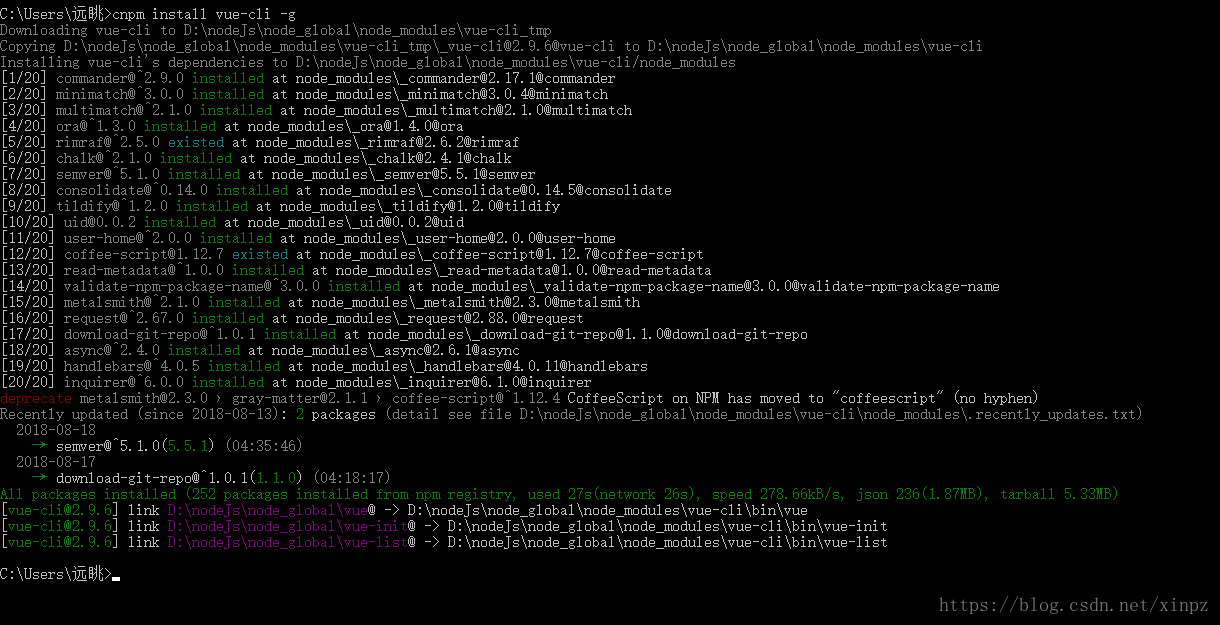 C:\Users\远眺>cnpm install vue-cli -g
Downloading vue-cli to D:\nodeJs\node_global\node_modules\vue-cli_tmp
Copying D:\nodeJs\node_global\node_modules\vue-cli_tmp\_vue-cli@2.9.6@vue-cli to D:\nodeJs\node_global\node_modules\vue-cli
Installing vue-cli's dependencies to D:\nodeJs\node_global\node_modules\vue-cli/node_modules
[1/20] commander@^2.9.0 installed at node_modules\_commander@2.17.1@commander
[2/20] minimatch@^3.0.0 installed at node_modules\_minimatch@3.0.4@minimatch
[3/20] multimatch@^2.1.0 installed at node_modules\_multimatch@2.1.0@multimatch
[4/20] ora@^1.3.0 installed at node_modules\_ora@1.4.0@ora
[5/20] rimraf@^2.5.0 existed at node_modules\_rimraf@2.6.2@rimraf
[6/20] chalk@^2.1.0 installed at node_modules\_chalk@2.4.1@chalk
[7/20] semver@^5.1.0 installed at node_modules\_semver@5.5.1@semver
[8/20] consolidate@^0.14.0 installed at node_modules\_consolidate@0.14.5@consolidate
[9/20] tildify@^1.2.0 installed at node_modules\_tildify@1.2.0@tildify
[10/20] uid@0.0.2 installed at node_modules\_uid@0.0.2@uid
[11/20] user-home@^2.0.0 installed at node_modules\_user-home@2.0.0@user-home
[12/20] coffee-script@1.12.7 existed at node_modules\_coffee-script@1.12.7@coffee-script
[13/20] read-metadata@^1.0.0 installed at node_modules\_read-metadata@1.0.0@read-metadata
[14/20] validate-npm-package-name@^3.0.0 installed at node_modules\_validate-npm-package-name@3.0.0@validate-npm-package-name
[15/20] metalsmith@^2.1.0 installed at node_modules\_metalsmith@2.3.0@metalsmith
[16/20] request@^2.67.0 installed at node_modules\_request@2.88.0@request
[17/20] download-git-repo@^1.0.1 installed at node_modules\_download-git-repo@1.1.0@download-git-repo
[18/20] async@^2.4.0 installed at node_modules\_async@2.6.1@async
[19/20] handlebars@^4.0.5 installed at node_modules\_handlebars@4.0.11@handlebars
[20/20] inquirer@^6.0.0 installed at node_modules\_inquirer@6.1.0@inquirer
deprecate metalsmith@2.3.0 › gray-matter@2.1.1 › coffee-script@^1.12.4 CoffeeScript on NPM has moved to "coffeescript" (no hyphen)
Recently updated (since 2018-08-13): 2 packages (detail see file D:\nodeJs\node_global\node_modules\vue-cli\node_modules\.recently_updates.txt)
2018-08-18
→ semver@^5.1.0(5.5.1) (04:35:46)
2018-08-17
→ download-git-repo@^1.0.1(1.1.0) (04:18:17)
All packages installed (252 packages installed from npm registry, used 27s(network 26s), speed 278.66kB/s, json 236(1.87MB), tarball 5.33MB)
[vue-cli@2.9.6] link D:\nodeJs\node_global\vue@ -> D:\nodeJs\node_global\node_modules\vue-cli\bin\vue
[vue-cli@2.9.6] link D:\nodeJs\node_global\vue-init@ -> D:\nodeJs\node_global\node_modules\vue-cli\bin\vue-init
[vue-cli@2.9.6] link D:\nodeJs\node_global\vue-list@ -> D:\nodeJs\node_global\node_modules\vue-cli\bin\vue-list
C:\Users\远眺>
https://blog.csdn.net/xinpz